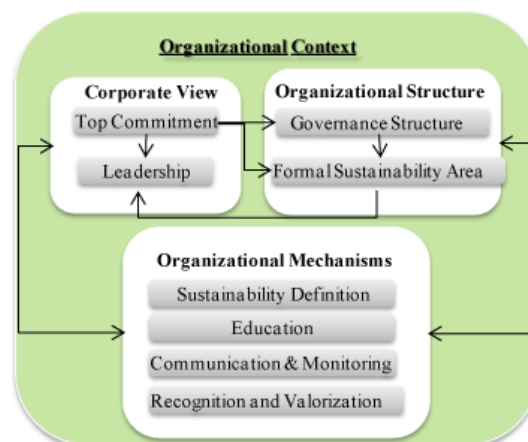 Organizational Context
Corporate View
Top Commitment
Leadership
Organizational Structure
Governance Structure
Formal Sustainability Area
Organizational Mechanisms
Sustainability Definition
Education
Communication & Monitoring
Recognition and Valorization